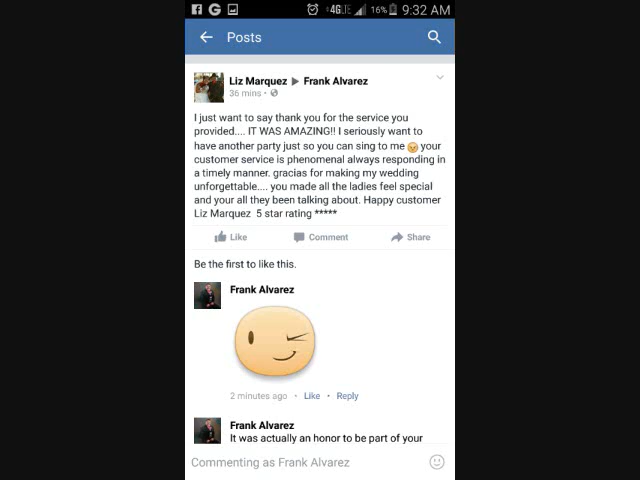 4GLTE 16% 9:32 AM
Posts
Liz Marquez ▶ Frank Alvarez
36 mins •
I just want to say thank you for the service you
provided.... IT WAS AMAZING!! I seriously want to
have another party just so you can sing to me 😉 your
customer service is phenomenal always responding in
a timely manner. gracias for making my wedding
unforgettable.... you made all the ladies feel special
and your all they been talking about. Happy customer
Liz Marquez 5 star rating *****
Like Comment Share
Be the first to like this.
Frank Alvarez
2 minutes ago • Like • Reply
Frank Alvarez
It was actually an honor to be part of your
Commenting as Frank Alvarez